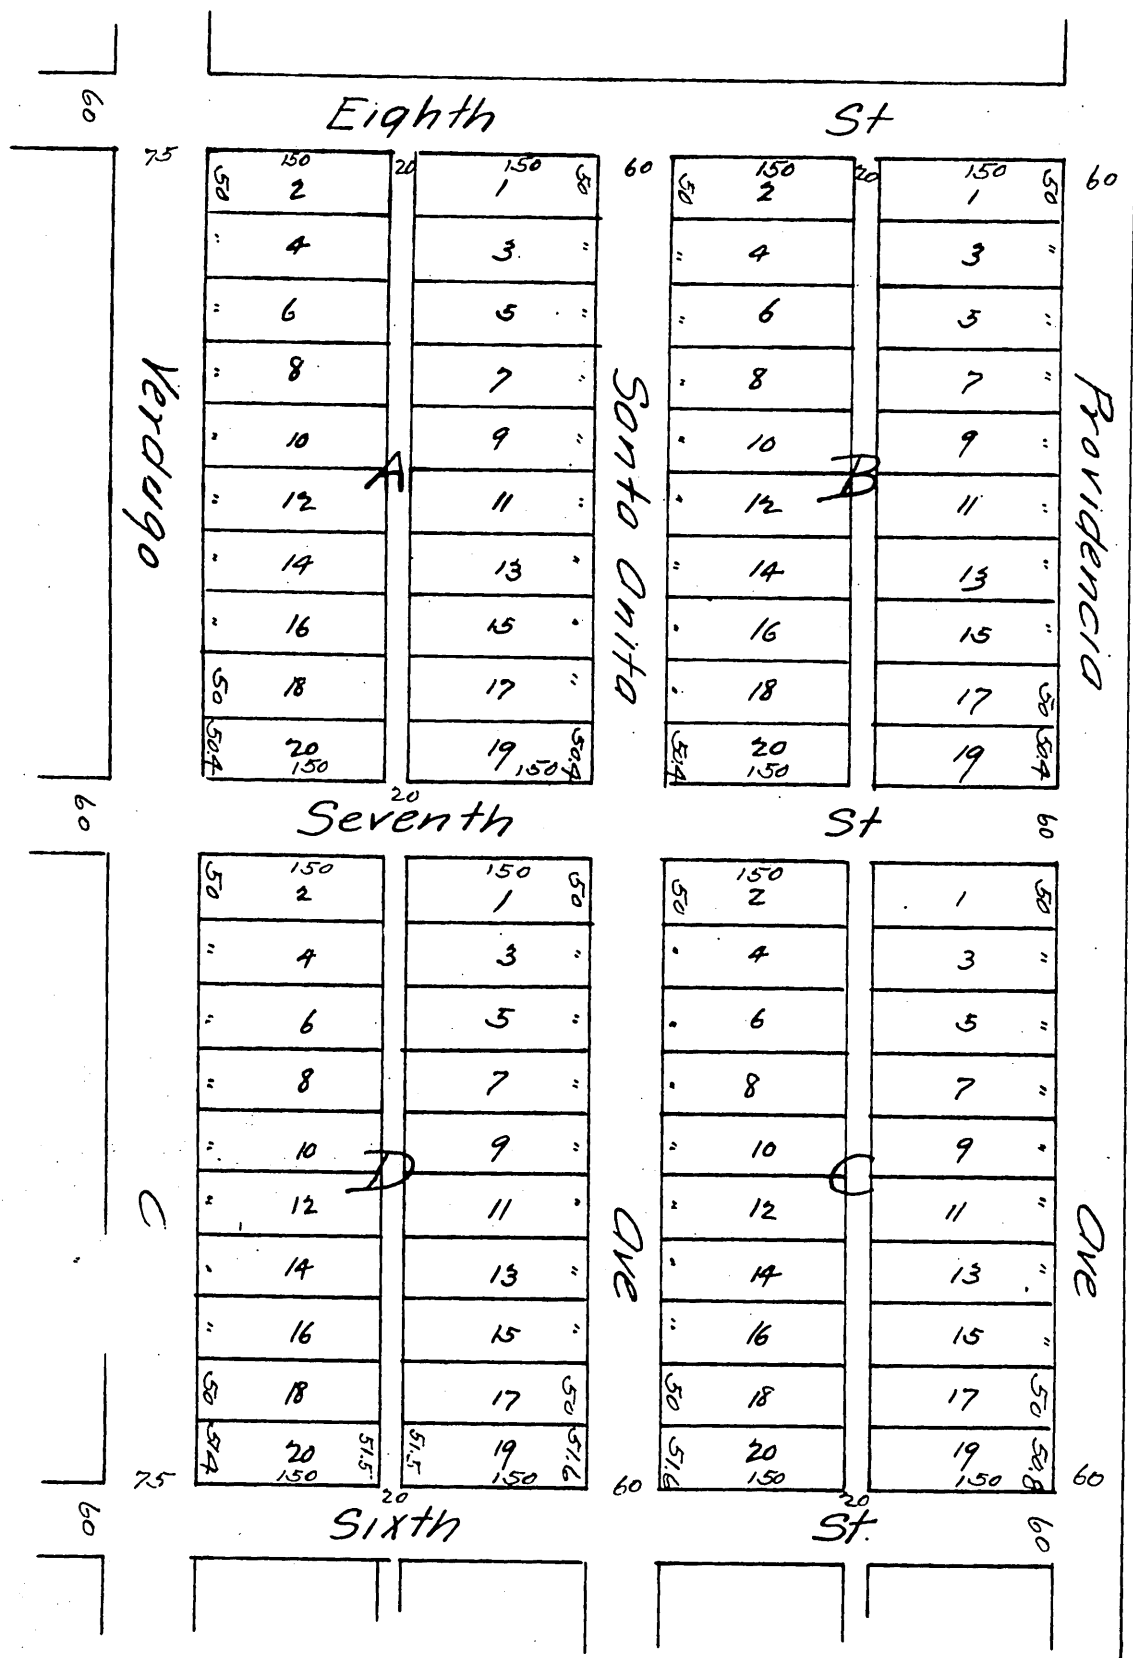 60
Eighth St
75 150 20 150 60 150 20 150 60
50 2 1 50 50 2 1 50
" 4 3 " " 4 3 "
" 6 5 " " 6 5 "
" 8 7 " " 8 7 "
" 10 9 " " 10 9 "
A B
" 12 11 " " 12 11 "
" 14 13 " " 14 13 "
" 16 15 " " 16 15 "
50 18 17 " " 18 17 50
50.4 20 19 50.4 50.4 20 19 50.4
150 150 150
Verdugo
Santa Anita
Providencia
60 20 60
Seventh St
150 150 150
50 2 1 50 50 2 1 50
" 4 3 " " 4 3 "
" 6 5 " " 6 5 "
" 8 7 " " 8 7 "
" 10 9 " " 10 9 "
D C
" 12 11 " " 12 11 "
" 14 13 " " 14 13 "
" 16 15 " " 16 15 "
50 18 17 50 50 18 17 50
51.4 20 51.5 51.5 19 51.6 51.6 20 19 50.8
75 150 20 150 60 150 20 150 60
Ave
Ave
60 Sixth St. 60